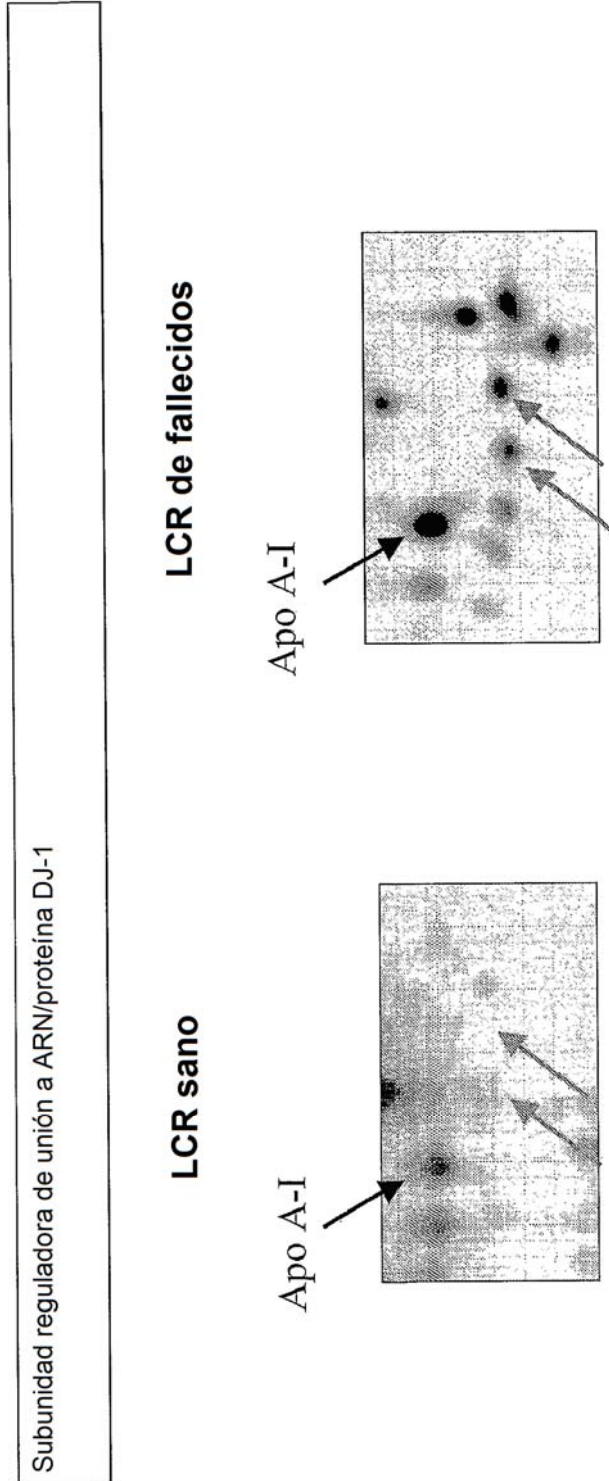 Subunidad reguladora de unión a ARN/proteína DJ-1
LCR sano
LCR de fallecidos
Apo A-I
Apo A-I